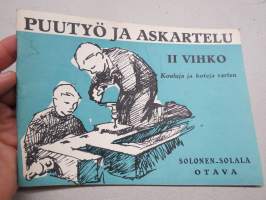 PUUTYÖ JA ASKARTELU
II VIHKO
Kouluja ja koteja varten
SOLONEN-SOLALA
OTAVA